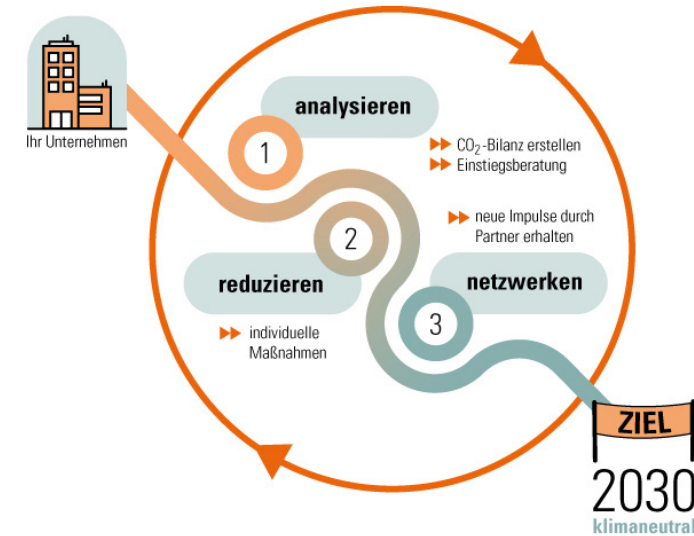 Ihr Unternehmen
1
analysieren
CO₂-Bilanz erstellen
Einstiegsberatung
2
reduzieren
individuelle
Maßnahmen
neue Impulse durch
Partner erhalten
netzwerken
3
ZIEL
2030
klimaneutral